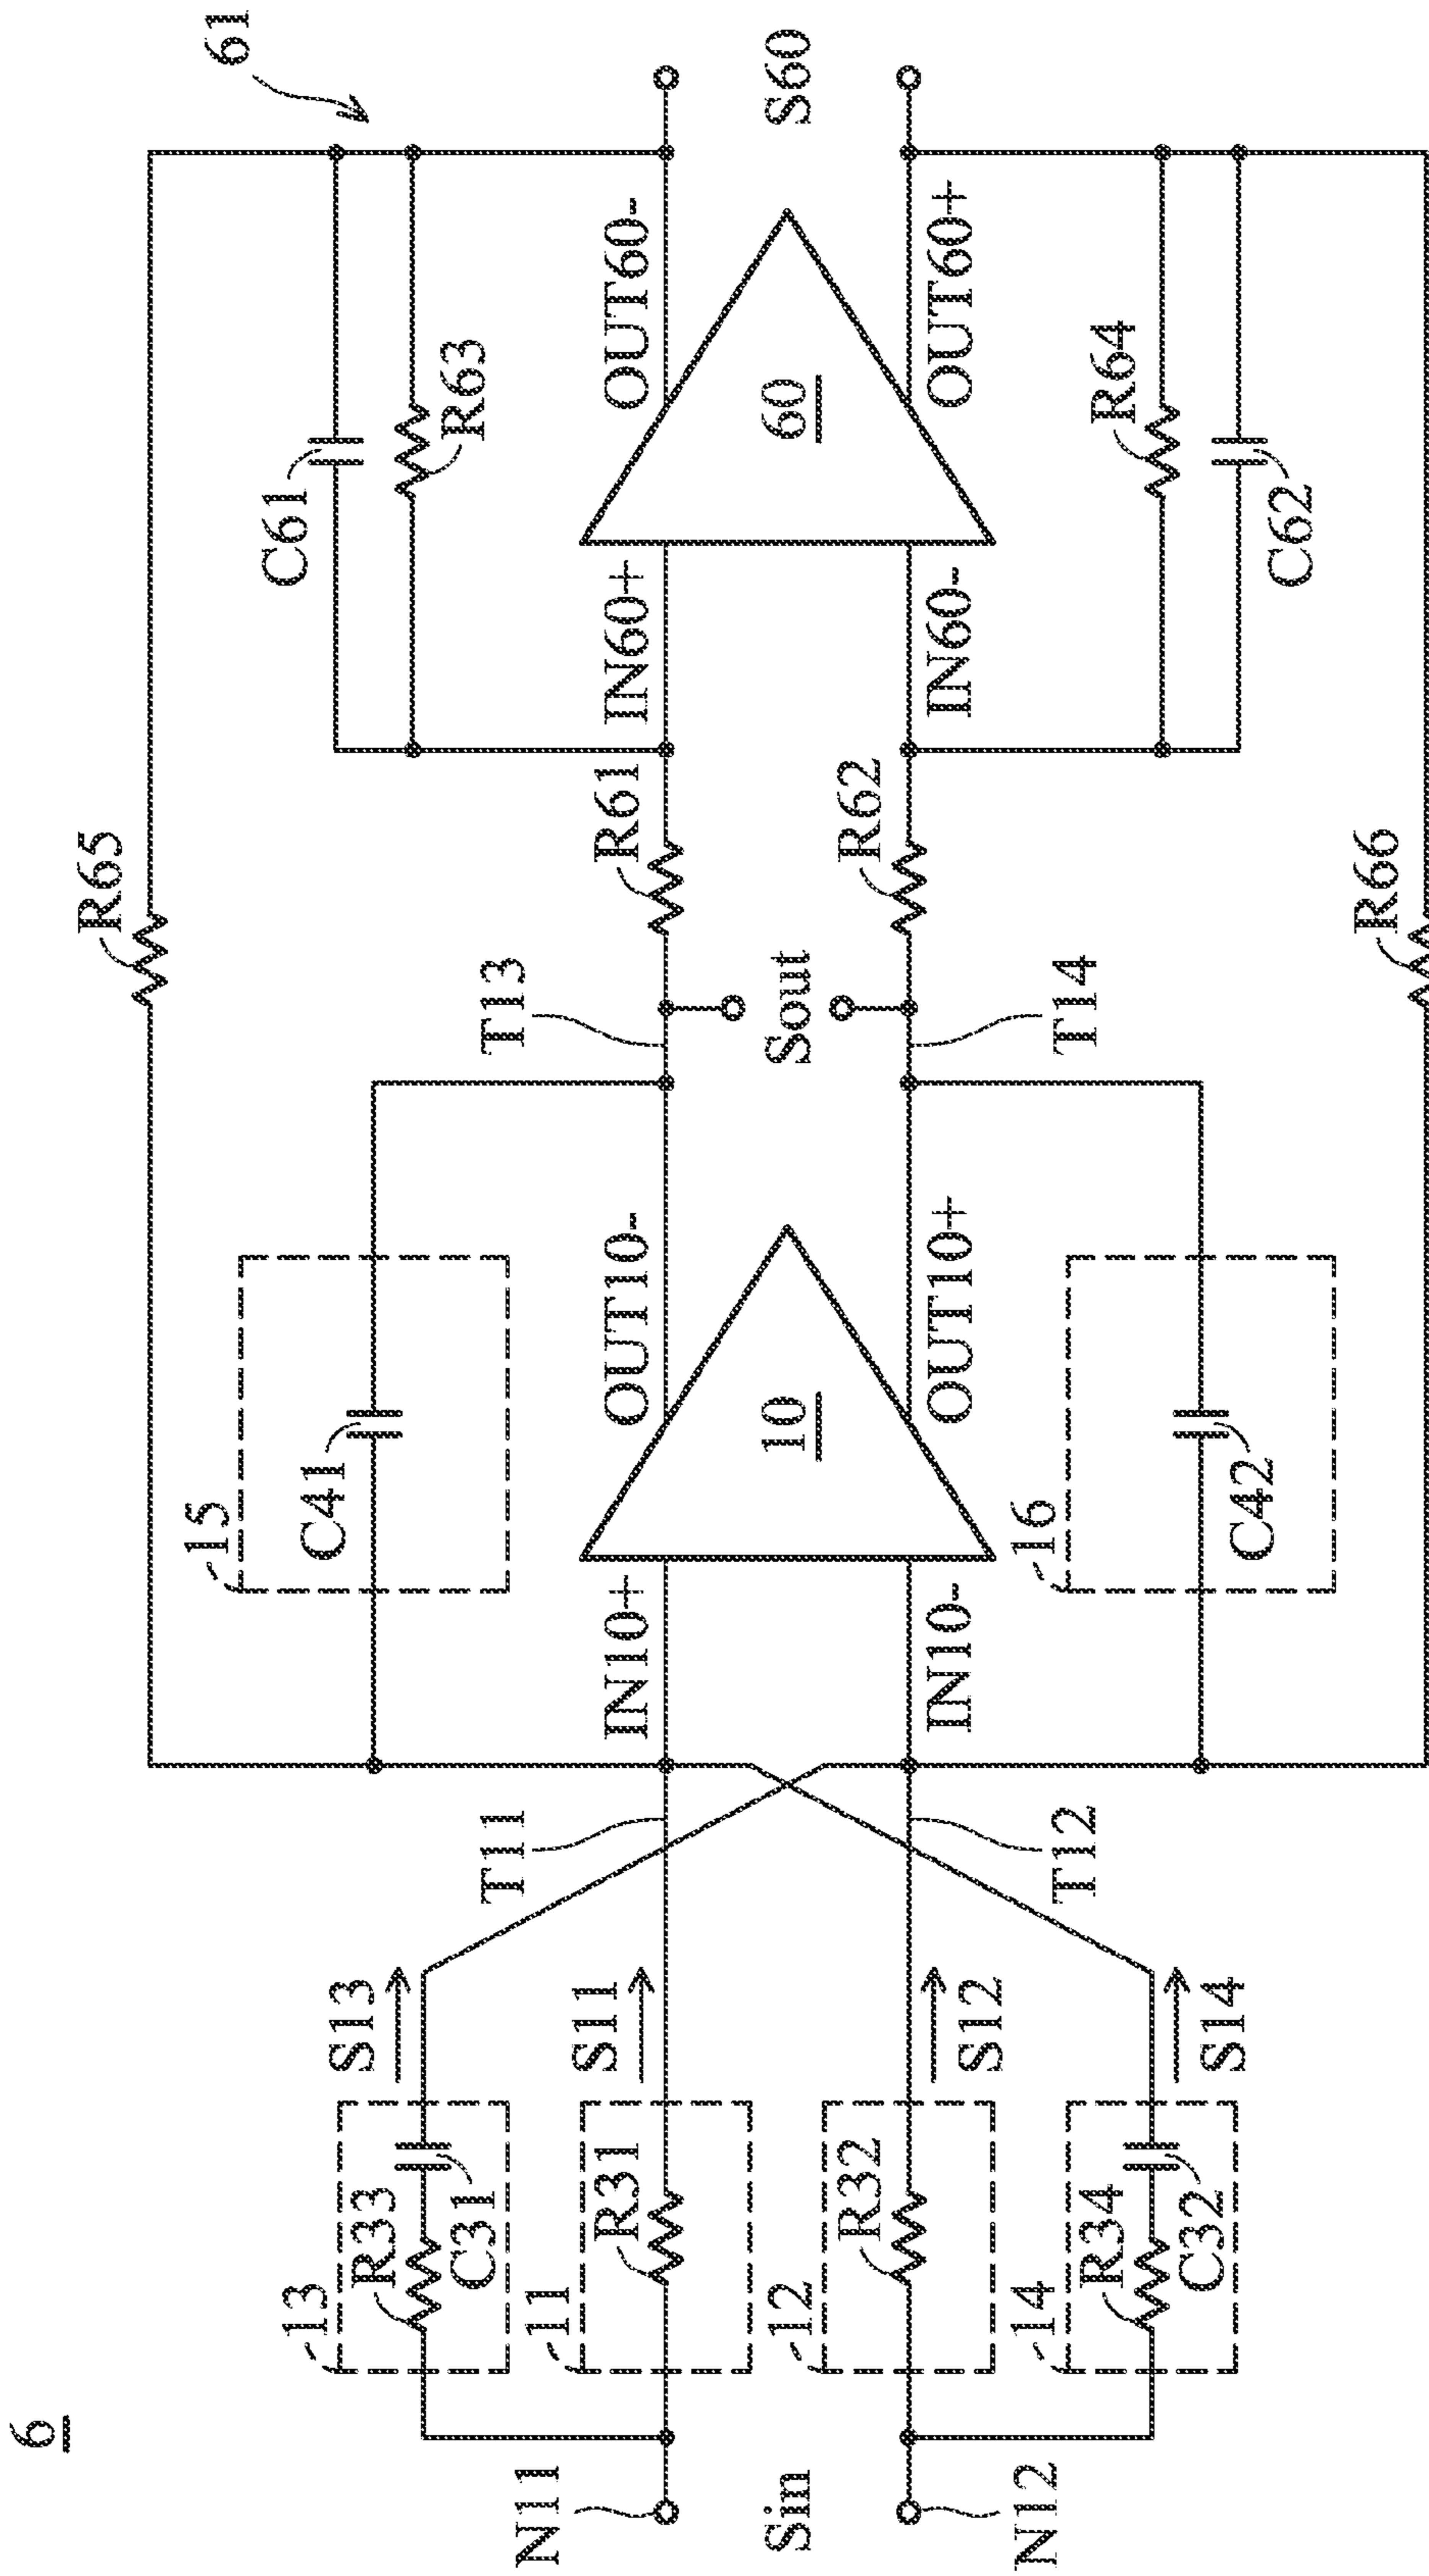 6
61
R65
C61
R63
15
C41
T13
OUT60-
60
OUT60+
S60
IN60+
IN60-
R61
R62
Sout
T14
R64
C62
R66
OUT10-
10
OUT10+
IN10+
IN10-
16
C42
T11
T12
S13
S11
S12
S14
13
R33
C31
11
R31
12
R32
14
R34
C32
N11
Sin
N12